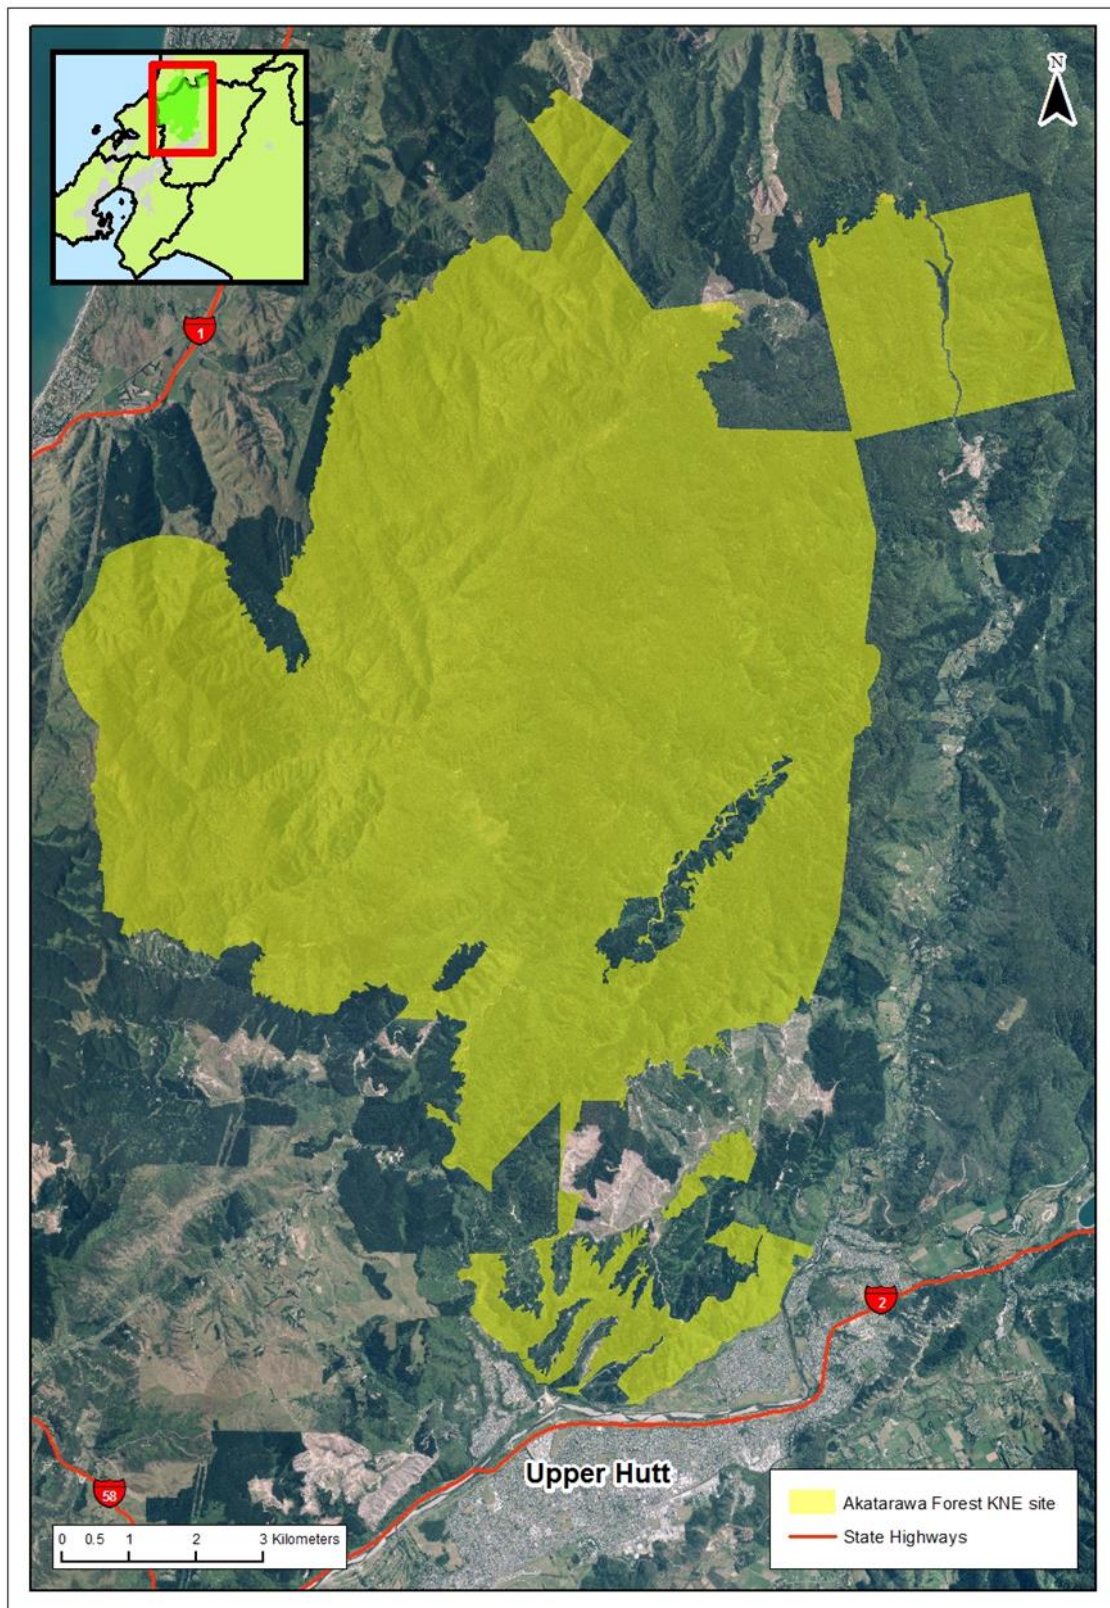 N
1
2
Upper Hutt
58
0 0.5 1 2 3 Kilometers
Akatarawa Forest KNE site
State Highways